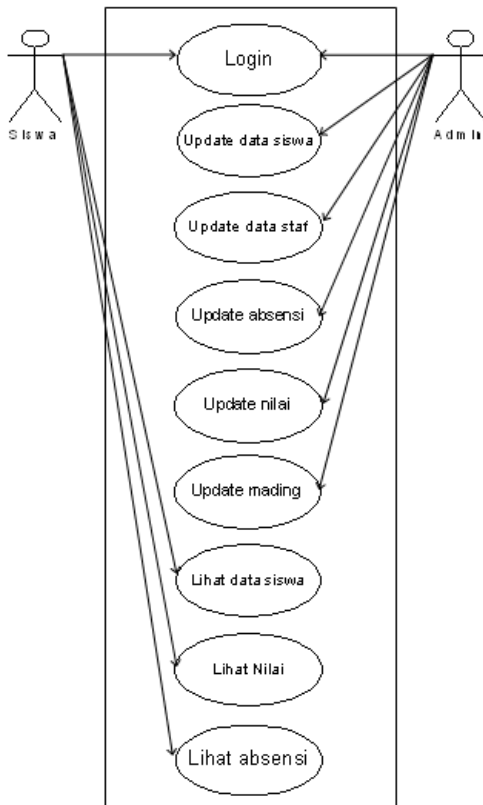 Login
Siswa
Admin
Update data siswa
Update data staf
Update absensi
Update nilai
Update mading
Lihat data siswa
Lihat Nilai
Lihat absensi